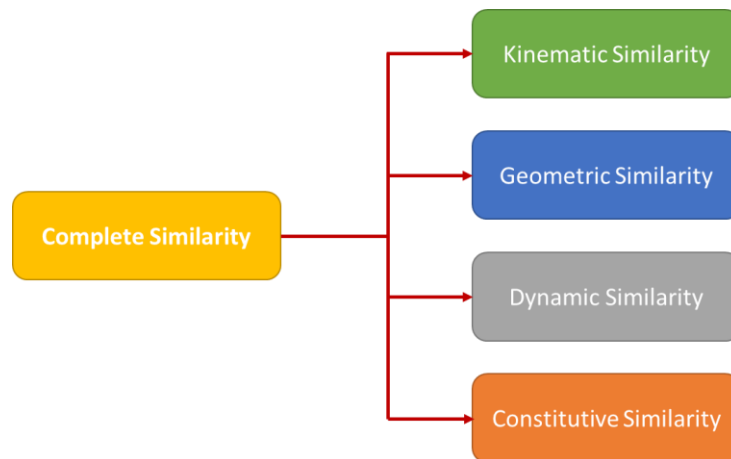 Kinematic Similarity
Geometric Similarity
Complete Similarity
Dynamic Similarity
Constitutive Similarity